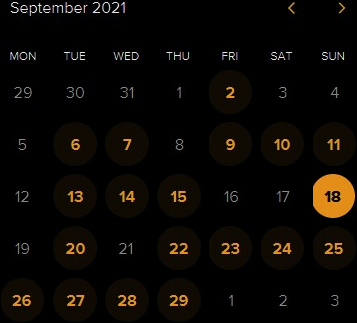 September 2021
MON TUE WED THU FRI SAT SUN
29 30 31 1 2 3 4
5 6 7 8 9 10 11
12 13 14 15 16 17 18
19 20 21 22 23 24 25
26 27 28 29 1 2 3